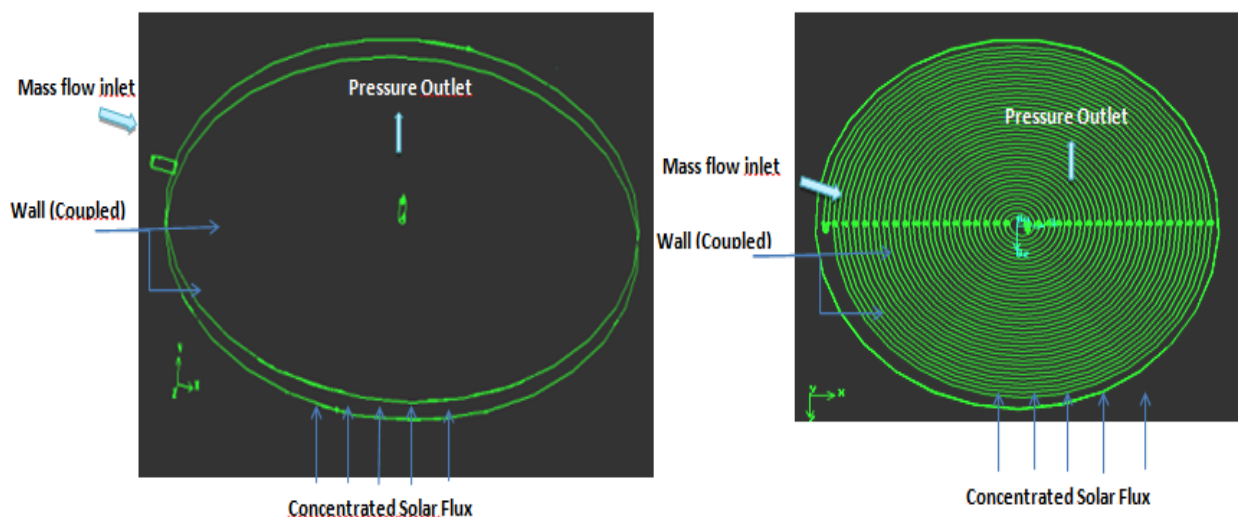 Pressure Outlet
Mass flow inlet
Wall (Coupled)
Concentrated Solar Flux
Pressure Outlet
Mass flow inlet
Wall (Coupled)
Y X
Concentrated Solar Flux